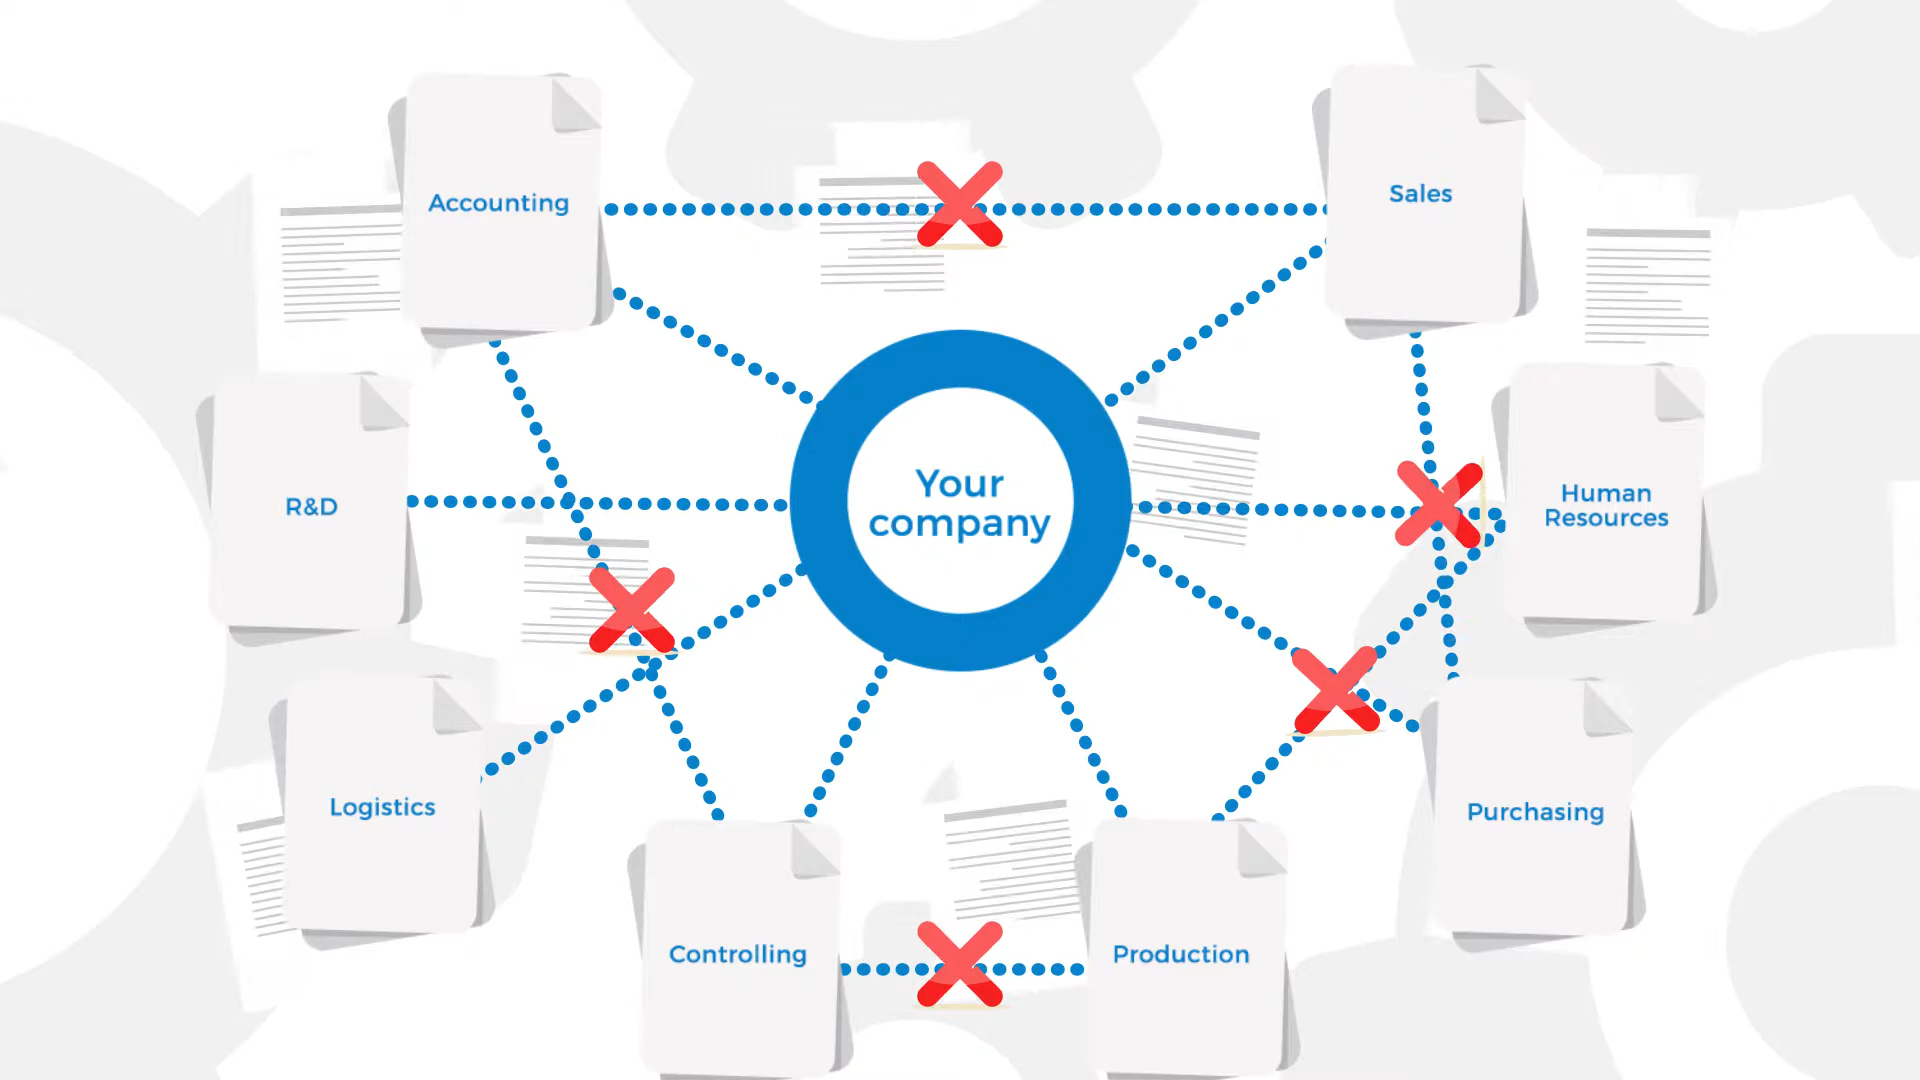 Accounting
Sales
Your
company
R&D
Human
Resources
Logistics
Purchasing
Controlling
Production